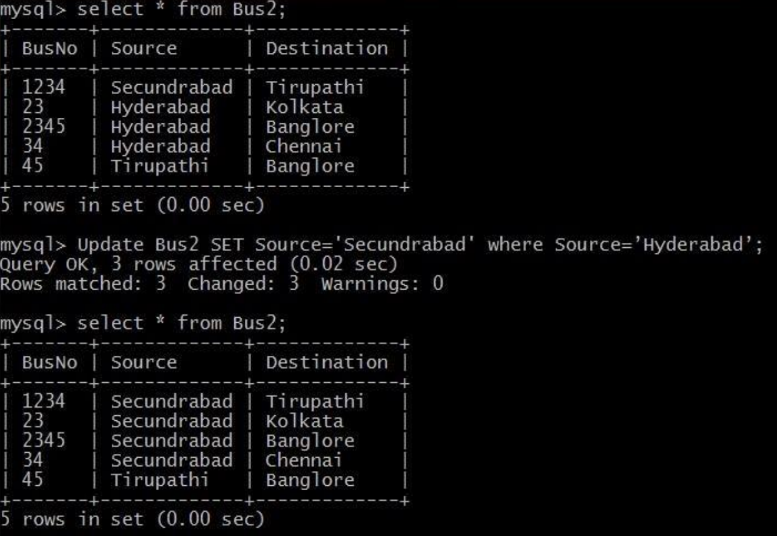 mysql> select * from Bus2;
+-------+-------------+-------------+
| BusNo | Source      | Destination |
+-------+-------------+-------------+
| 1234  | Secundrabad | Tirupathi   |
| 23    | Hyderabad   | Kolkata     |
| 2345  | Hyderabad   | Banglore    |
| 34    | Hyderabad   | Chennai     |
| 45    | Tirupathi   | Banglore    |
+-------+-------------+-------------+
5 rows in set (0.00 sec)
mysql> Update Bus2 SET Source='Secundrabad' where Source=’Hyderabad’;
Query OK, 3 rows affected (0.02 sec)
Rows matched: 3  Changed: 3  Warnings: 0
mysql> select * from Bus2;
+-------+-------------+-------------+
| BusNo | Source      | Destination |
+-------+-------------+-------------+
| 1234  | Secundrabad | Tirupathi   |
| 23    | Secundrabad | Kolkata     |
| 2345  | Secundrabad | Banglore    |
| 34    | Secundrabad | Chennai     |
| 45    | Tirupathi   | Banglore    |
+-------+-------------+-------------+
5 rows in set (0.00 sec)